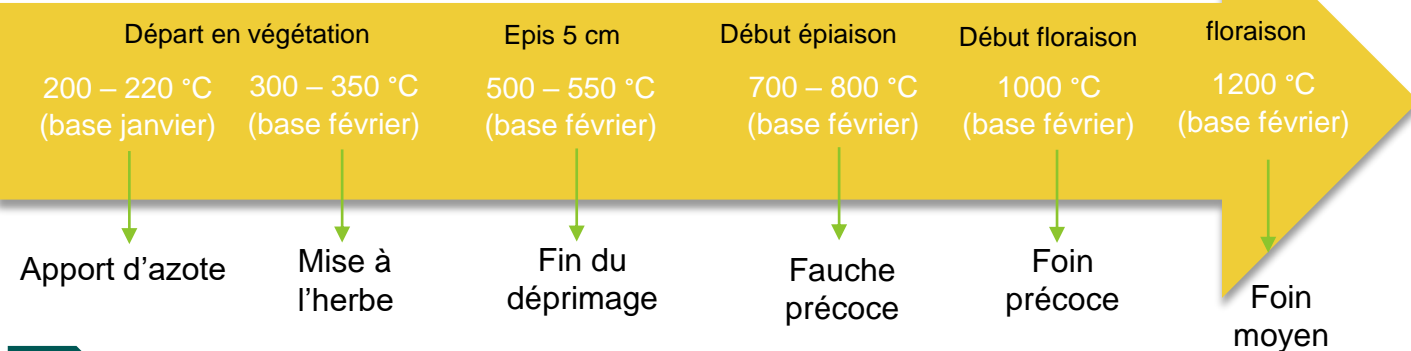 Départ en végétation
Epis 5 cm
Début épiaison
Début floraison
floraison
200 – 220 °C
(base janvier)
300 – 350 °C
(base février)
500 – 550 °C
(base février)
700 – 800 °C
(base février)
1000 °C
(base février)
1200 °C
(base février)
Apport d'azote
Mise à
l'herbe
Fin du
déprimage
Fauche
précoce
Foin
précoce
Foin
moyen